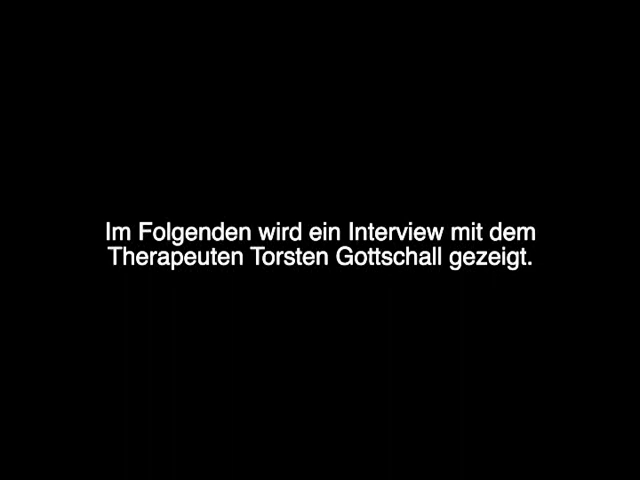 Im Folgenden wird ein Interview mit dem
Therapeuten Torsten Gottschall gezeigt.